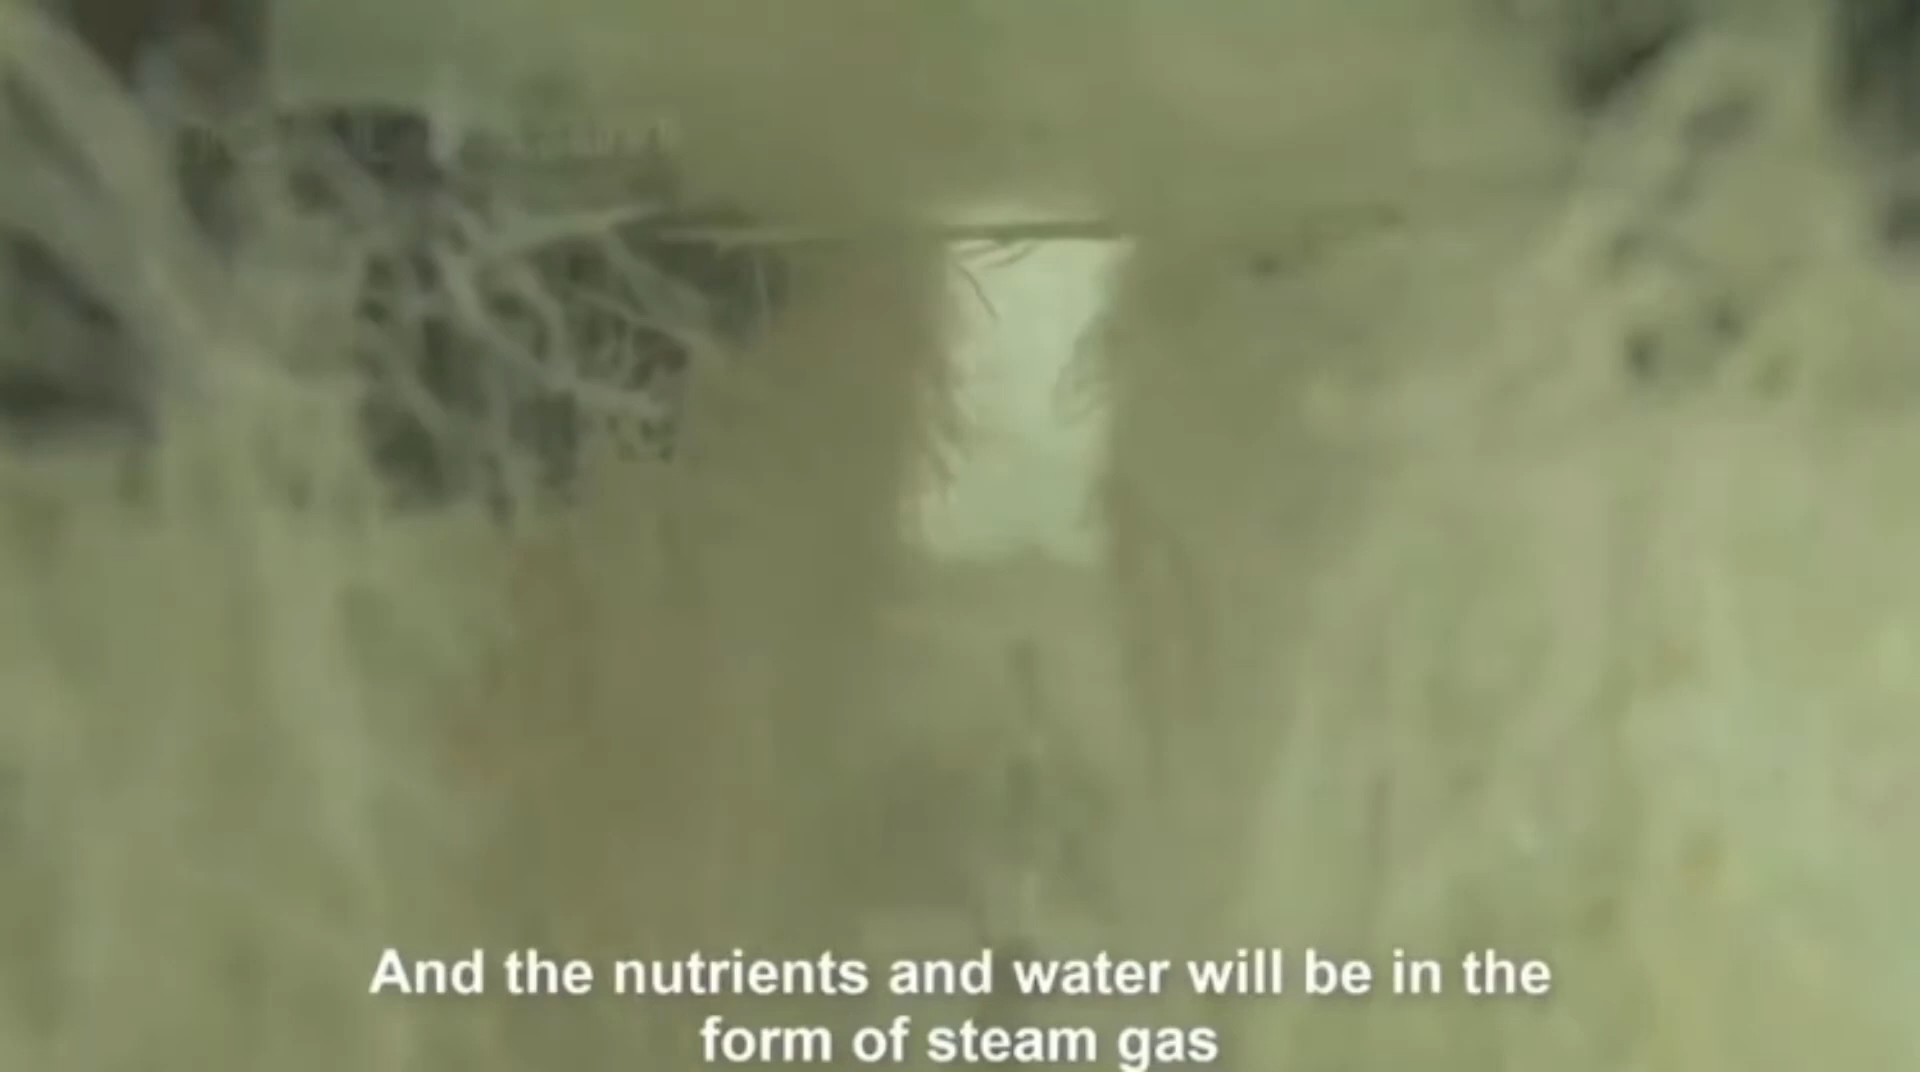 And the nutrients and water will be in the
form of steam gas